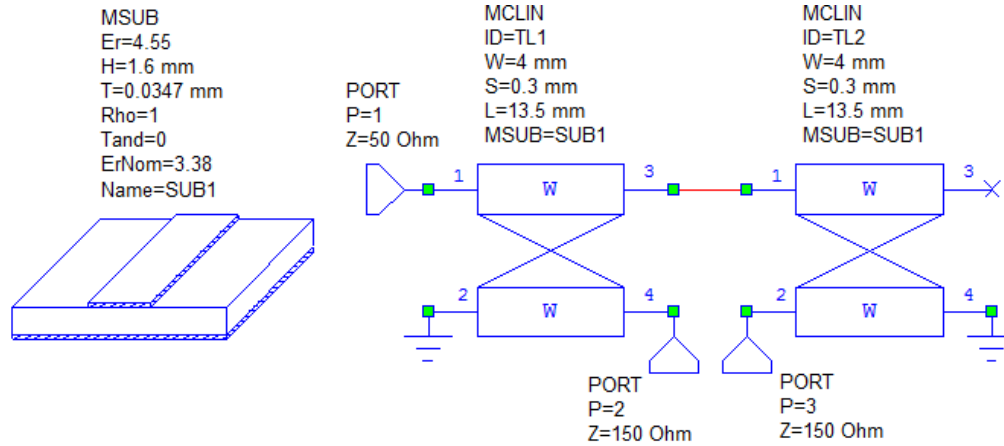 MSUB
Er=4.55
H=1.6 mm
T=0.0347 mm
Rho=1
Tand=0
ErNom=3.38
Name=SUB1
PORT
P=1
Z=50 Ohm
MCLIN
ID=TL1
W=4 mm
S=0.3 mm
L=13.5 mm
MSUB=SUB1
MCLIN
ID=TL2
W=4 mm
S=0.3 mm
L=13.5 mm
MSUB=SUB1
1 W 3 1 W 3
2 W 4 2 W 4
PORT
P=2
Z=150 Ohm
PORT
P=3
Z=150 Ohm